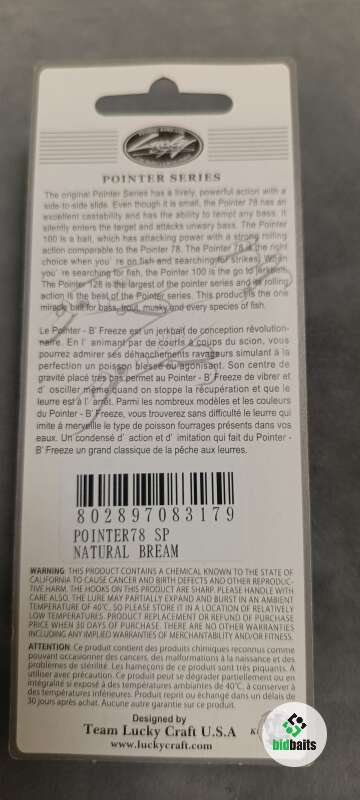 POINTER SERIES
The original Pointer Series has a lively, powerful action with a
side-to-side slide. Even though it is small, the Pointer 78 has an
excellent castability and has the ability to tempt any bass. It
silently enters the target and attacks unwary bass. The Pointer
100 is a bait, which has attacking power with a strong rolling
action comparable to the Pointer 78. The Pointer 78 is the right
choice when you're on fish and searching for strikes. When
you're searching for fish, the Pointer 100 is the go to jerkbait.
The Pointer 128 is the largest of the pointer series and its rolling
action is the best of the Pointer series. This product is the one
miracle bait for bass, trout, musky and every species of fish.
Le Pointer - B'Freeze est un jerkbait de conception révolution-
naire. En l'animant par de courts à coups du scion, vous
pourrez admirer ses déhanchements ravageurs simulant à la
perfection un poisson blessé ou agonisant. Son centre de
gravité placé très bas permet au Pointer - B'Freeze de vibrer et
d'osciller même quand on stoppe la récupération et que le
leurre est à l'arrêt. Parmi les nombreux modèles et les couleurs
du Pointer - B'Freeze, vous trouverez sans difficulté le leurre qui
imite à merveille le type de poisson fourrages présents dans vos
eaux. Un condensé d'action et d'imitation qui fait du Pointer -
B'Freeze un grand classique de la pêche aux leurres.
802897083179
POINTER78 SP
NATURAL BREAM
WARNING: THIS PRODUCT CONTAINS A CHEMICAL KNOWN TO THE STATE OF
CALIFORNIA TO CAUSE CANCER AND BIRTH DEFECTS AND OTHER REPRODUC-
TIVE HARM. THE HOOKS ON THIS PRODUCT ARE SHARP. PLEASE HANDLE WITH
CARE ALSO. THE LURE MAY PARTIALLY EXPAND AND BURST IN AN AMBIENT
TEMPERATURE OF 40℃, SO PLEASE STORE IT IN A LOCATION OF RELATIVELY
LOW TEMPERATURES. PRODUCT REPLACEMENT OR REFUND OF PURCHASE
PRICE WHEN 30 DAYS OF PURCHASE. THERE ARE NO OTHER WARRANTIES
INCLUDING ANY IMPLIED WARRANTIES OF MERCHANTABILITY AND/OR FITNESS.
ATTENTION: Ce produit contient des produits chimiques reconnus comme
pouvant occasionner des cancers, des malformations à la naissance et des
problèmes de stérilité. Les hameçons de ce produit sont très piquants. À
utiliser avec précaution. Ce produit peut se dégrader partiellement ou en
intégralité si exposé à des températures ambiantes de 40℃, à conserver à
des températures inférieures. Produit repris ou échangé dans un délais de
30 jours après achat. Aucune autre garantie sur ce produit.
Designed by
Team Lucky Craft U.S.A
www.luckycraft.com
bidbaits